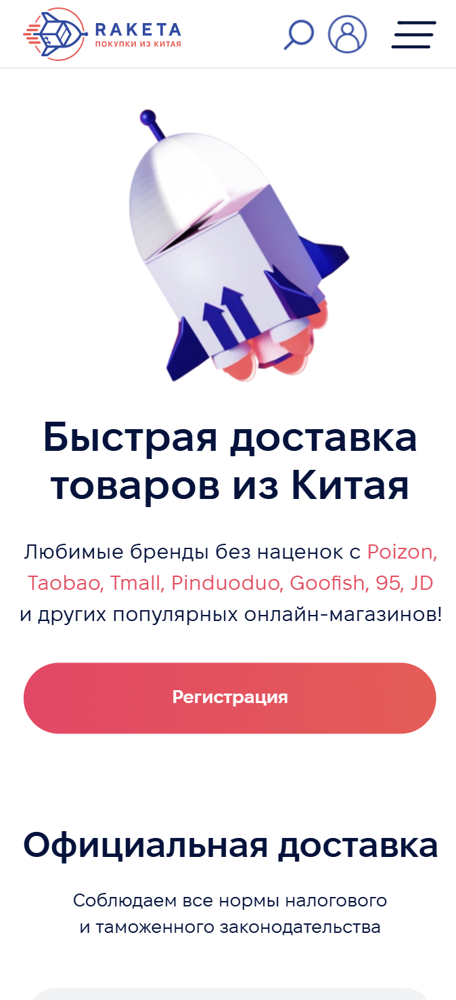 RAKETA
ПОКУПКИ ИЗ КИТАЯ
Быстрая доставка
товаров из Китая
Любимые бренды без наценок с Poizon,
Taobao, Tmall, Pinduoduo, Goofish, 95, JD
и других популярных онлайн-магазинов!
Регистрация
Официальная доставка
Соблюдаем все нормы налогового
и таможенного законодательства